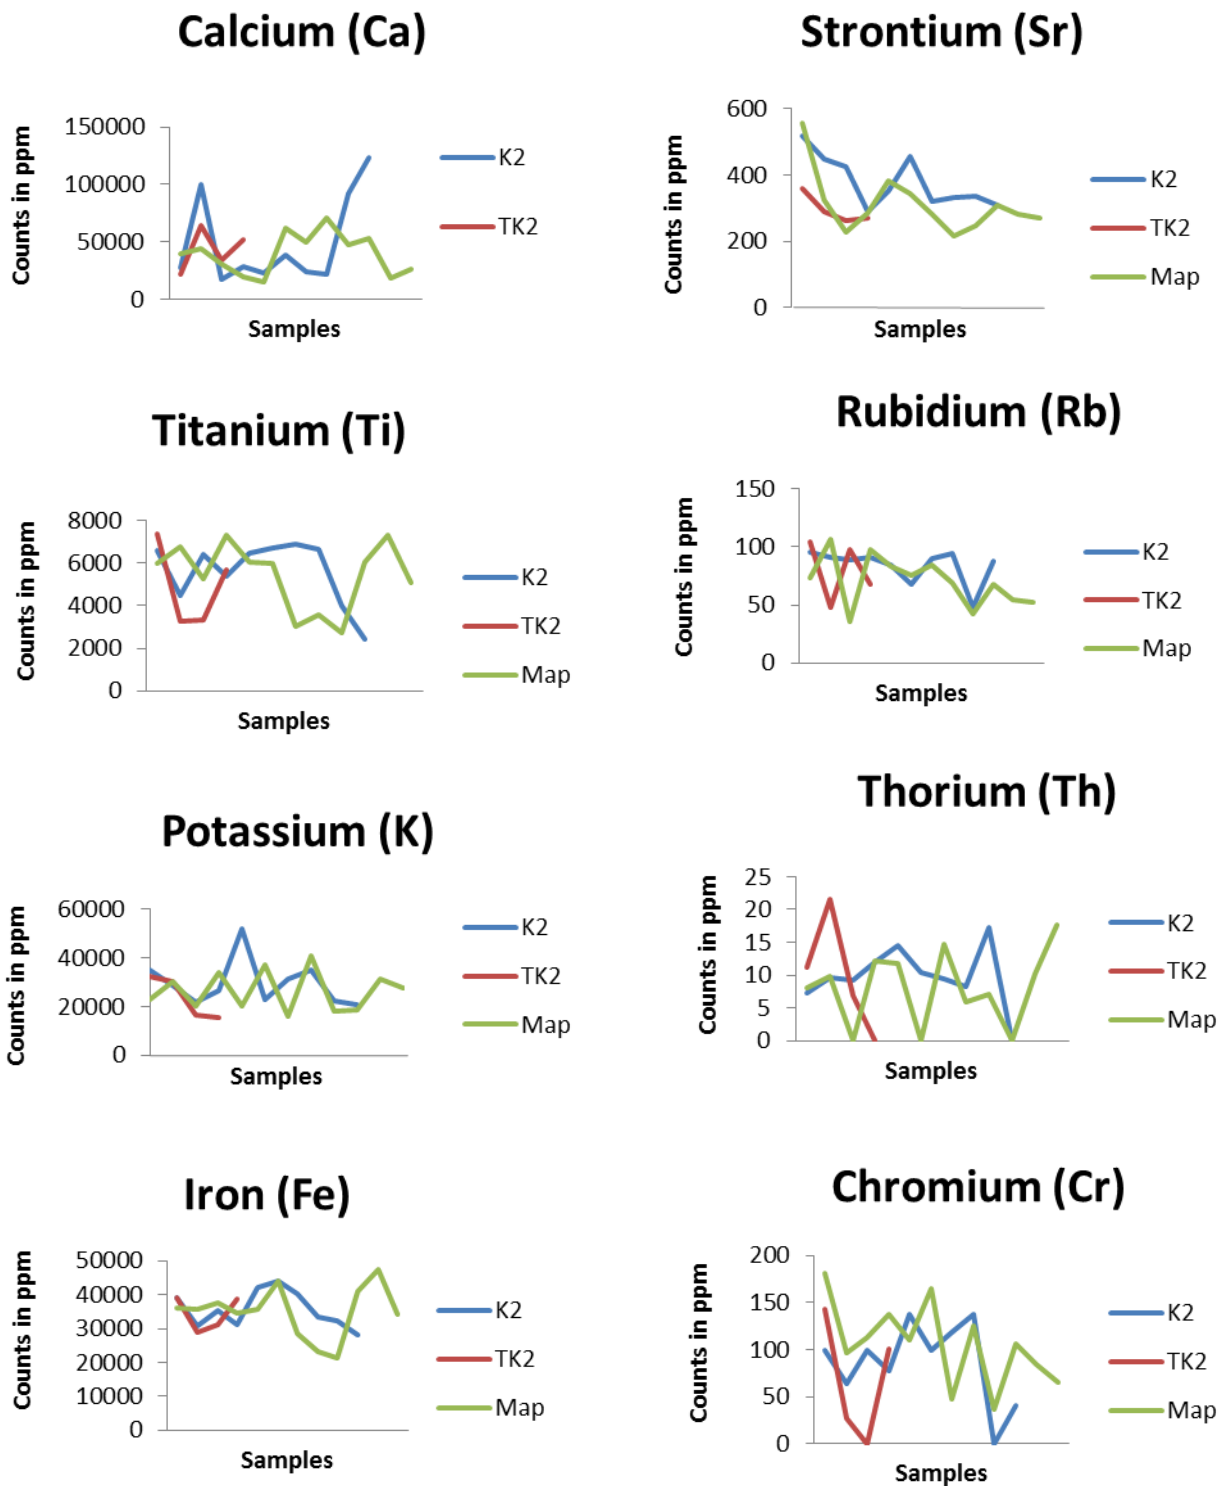 Calcium (Ca)
Counts in ppm
150000
100000
50000
0
Samples
K2
TK2
Strontium (Sr)
Counts in ppm
600
400
200
0
Samples
K2
TK2
Map
Titanium (Ti)
Counts in ppm
8000
6000
4000
2000
0
Samples
K2
TK2
Map
Rubidium (Rb)
Counts in ppm
150
100
50
0
Samples
K2
TK2
Map
Potassium (K)
Counts in ppm
60000
40000
20000
0
Samples
K2
TK2
Map
Thorium (Th)
Counts in ppm
25
20
15
10
5
0
Samples
K2
TK2
Map
Iron (Fe)
Counts in ppm
50000
40000
30000
20000
10000
0
Samples
K2
TK2
Map
Chromium (Cr)
Counts in ppm
200
150
100
50
0
Samples
K2
TK2
Map